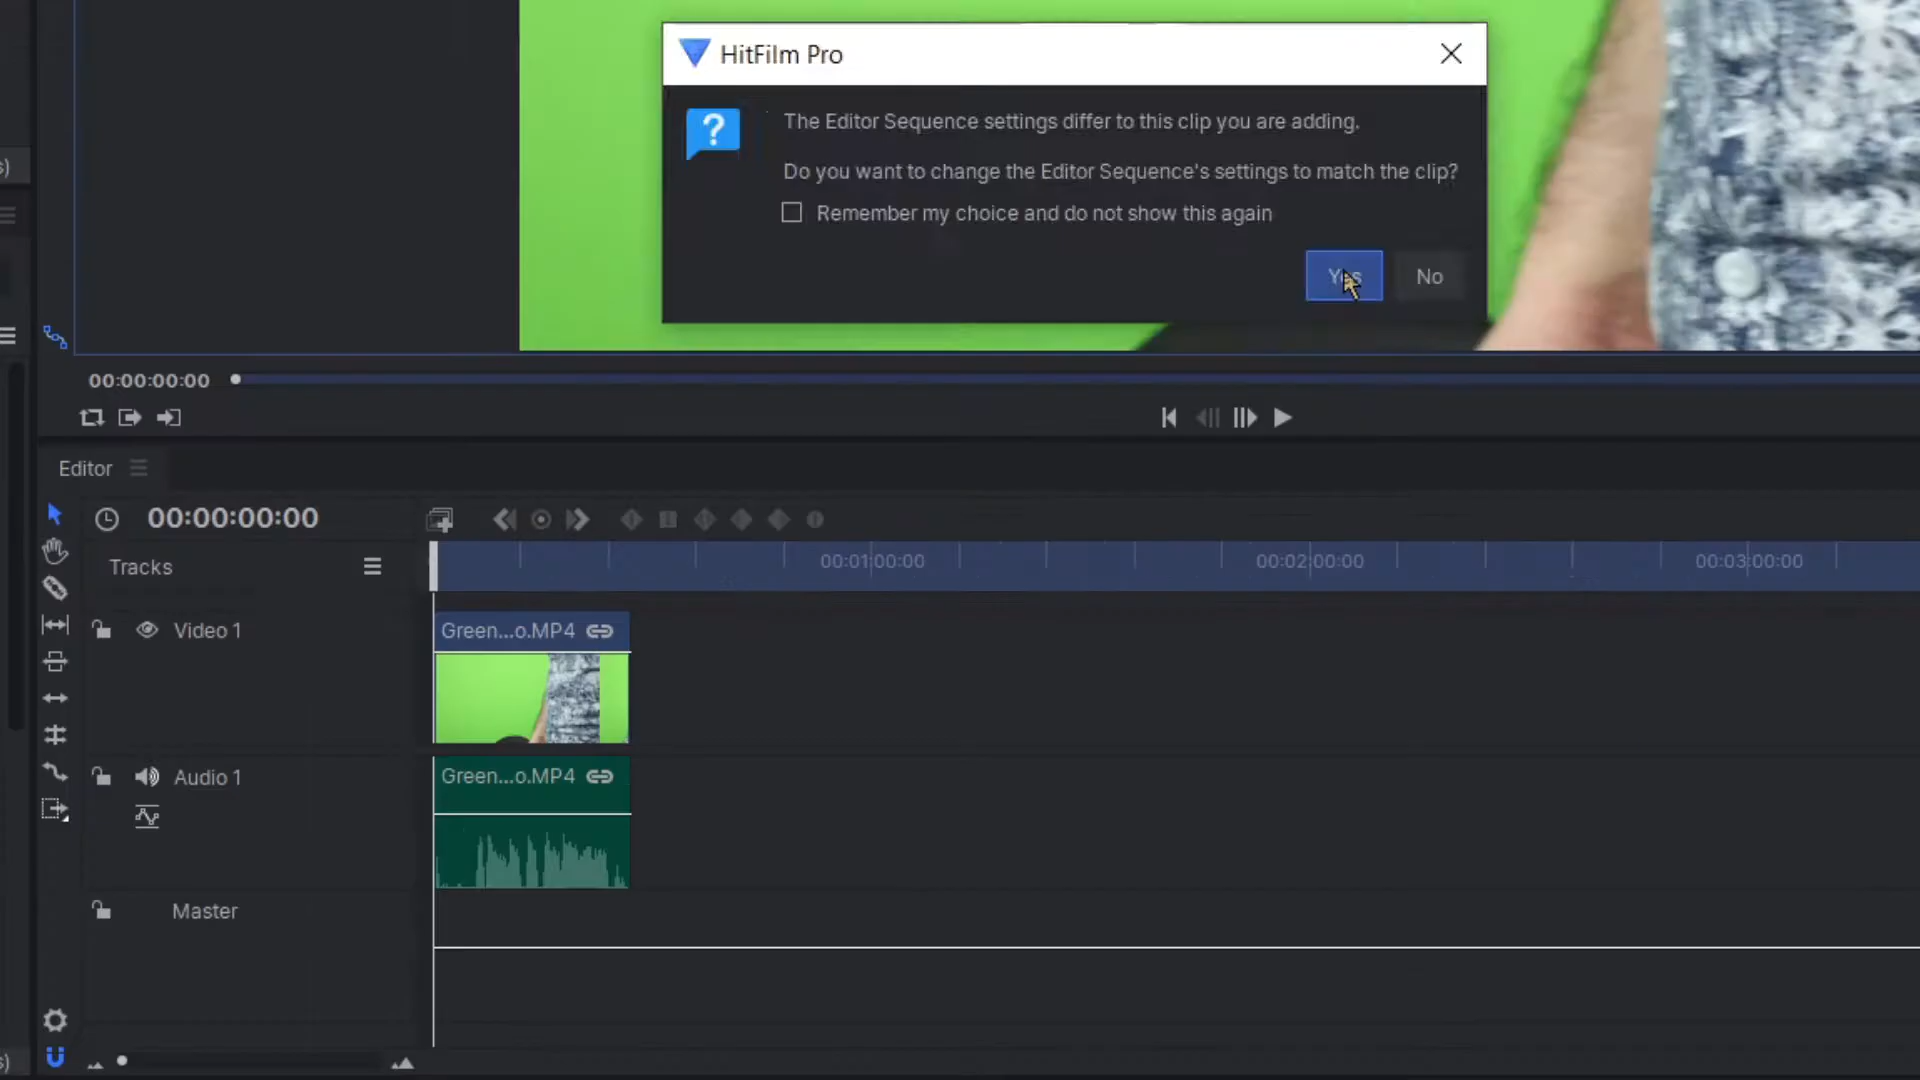 HitFilm Pro
The Editor Sequence settings differ to this clip you are adding.
Do you want to change the Editor Sequence's settings to match the clip?
Remember my choice and do not show this again
Yes
No
s)
00:00:00:00
Editor
00:00:00:00
Tracks
00:01:00:00
00:02:00:00
00:03:00:00
Video 1
Green...o.MP4
Audio 1
Green...o.MP4
Master
s)